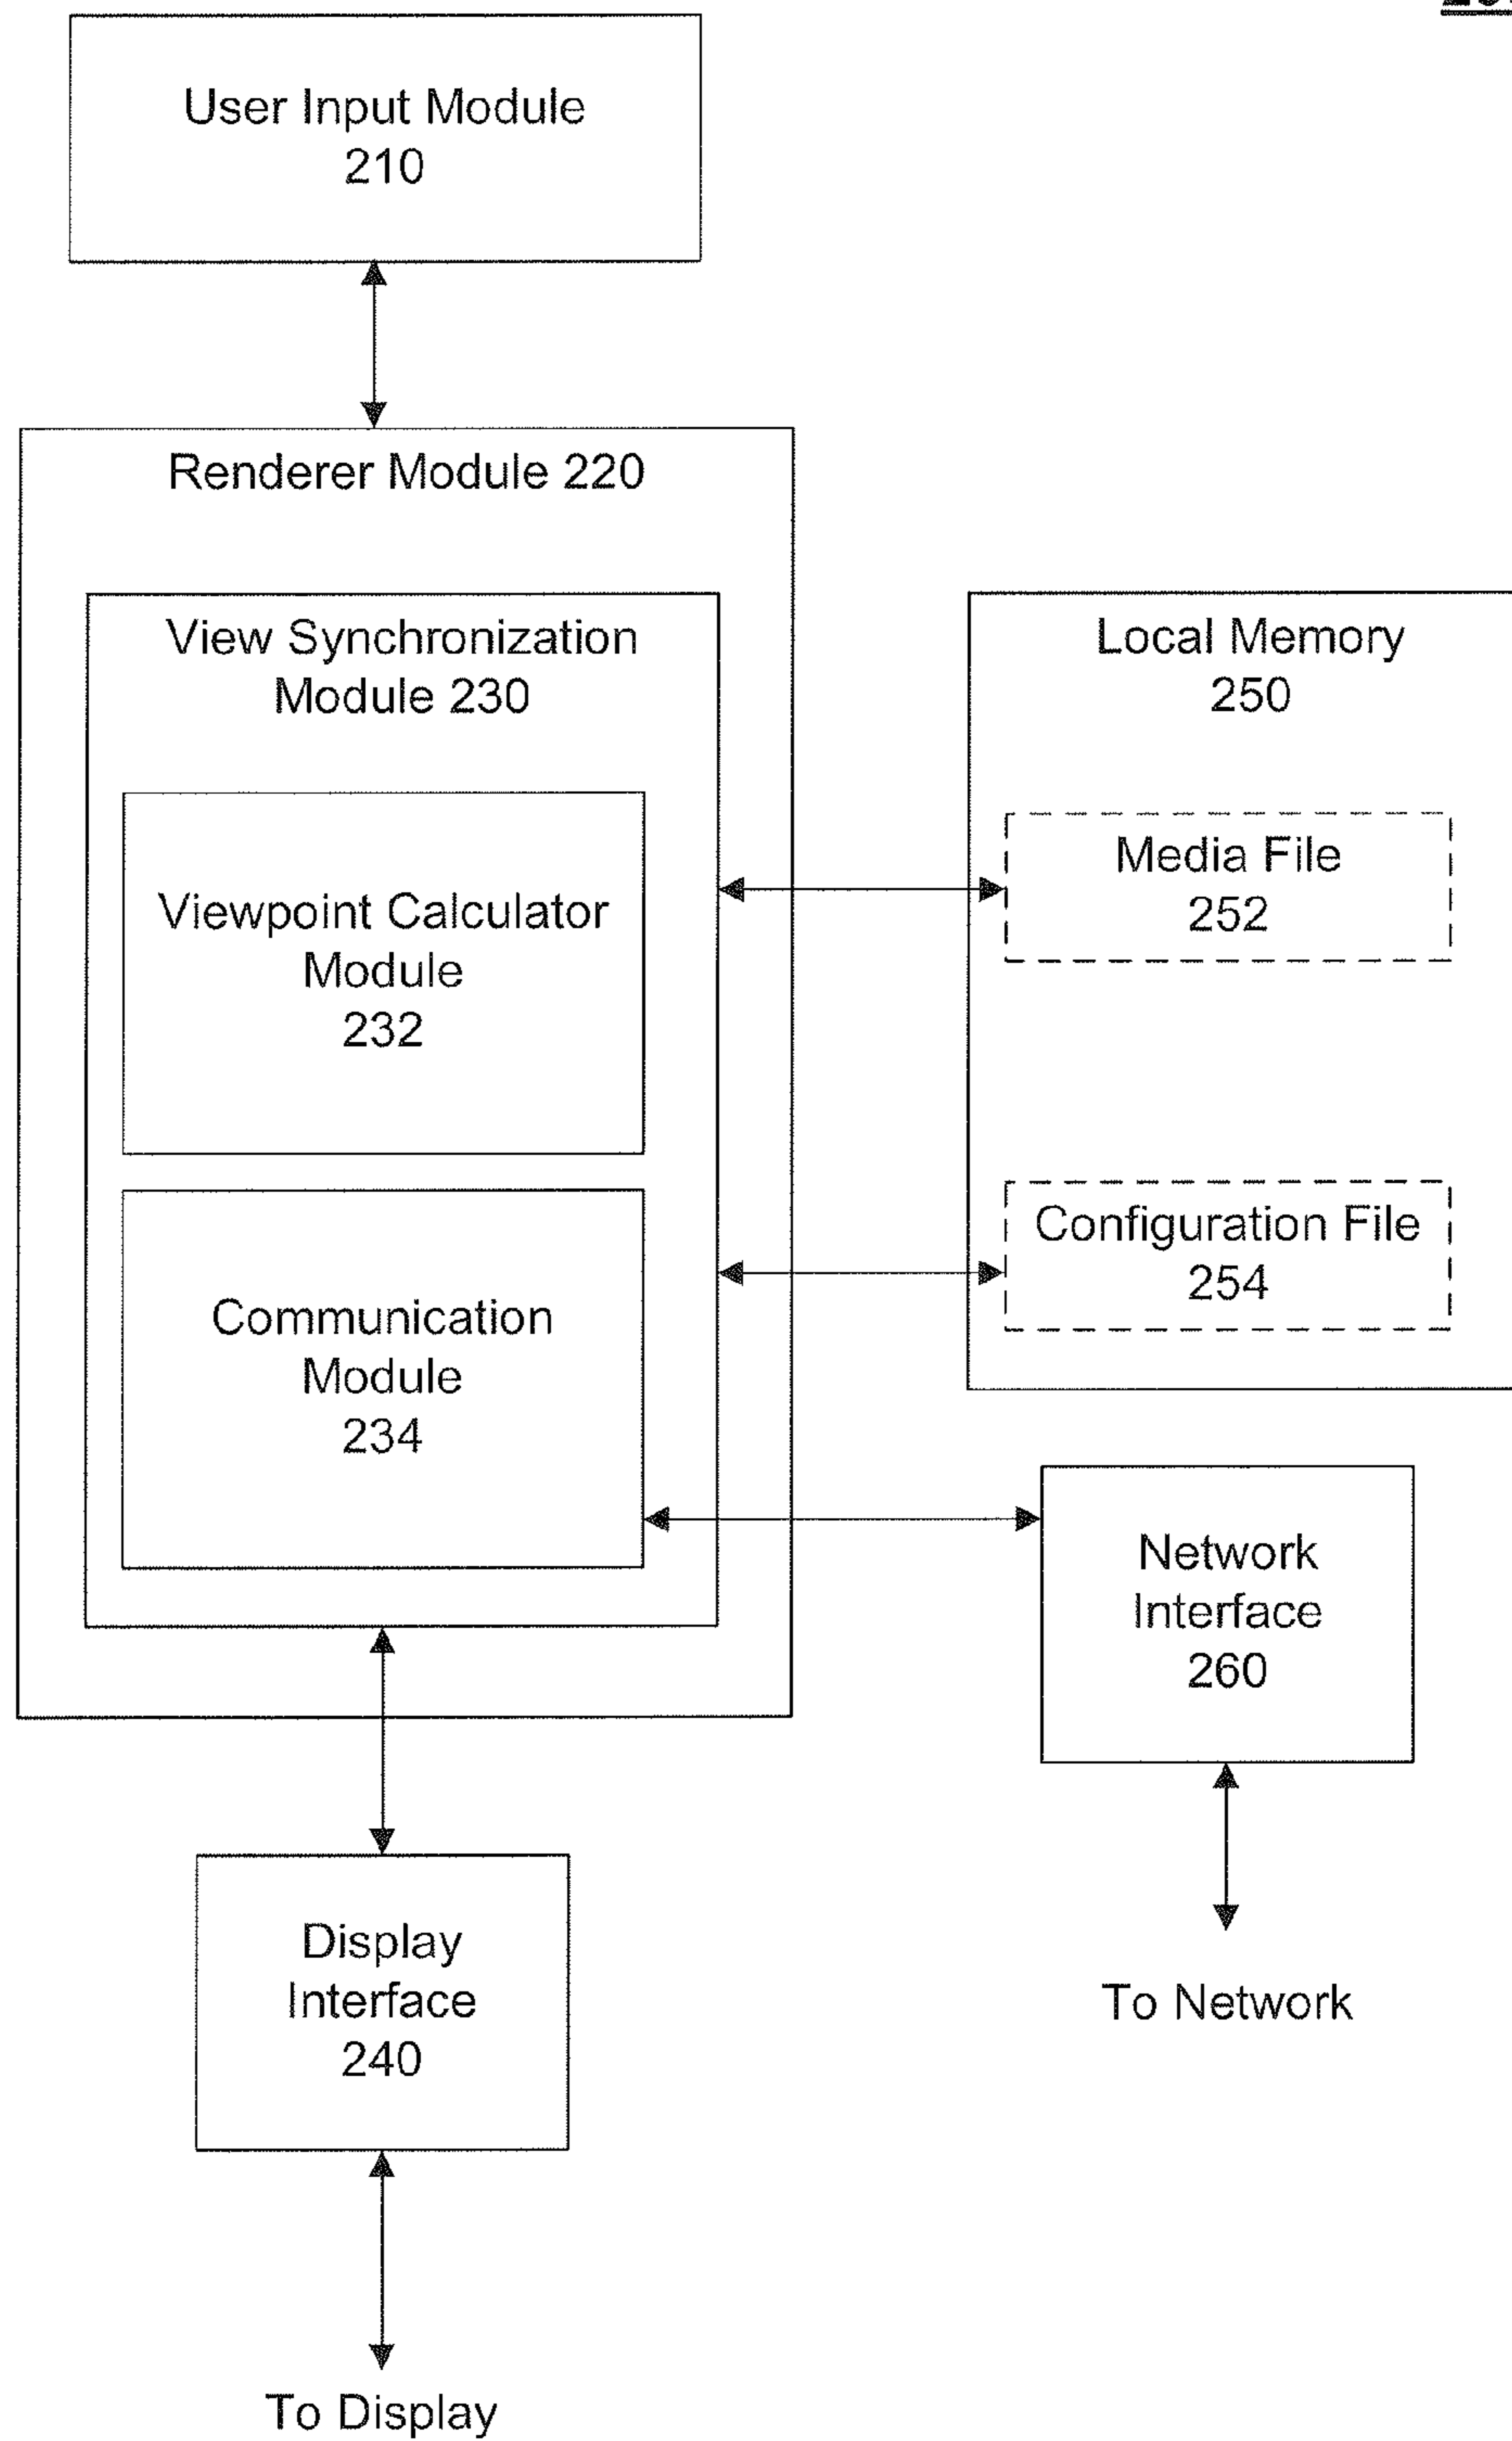 User Input Module
210
Renderer Module 220
View Synchronization
Module 230
Viewpoint Calculator
Module
232
Communication
Module
234
Local Memory
250
Media File
252
Configuration File
254
Network
Interface
260
To Network
Display
Interface
240
To Display